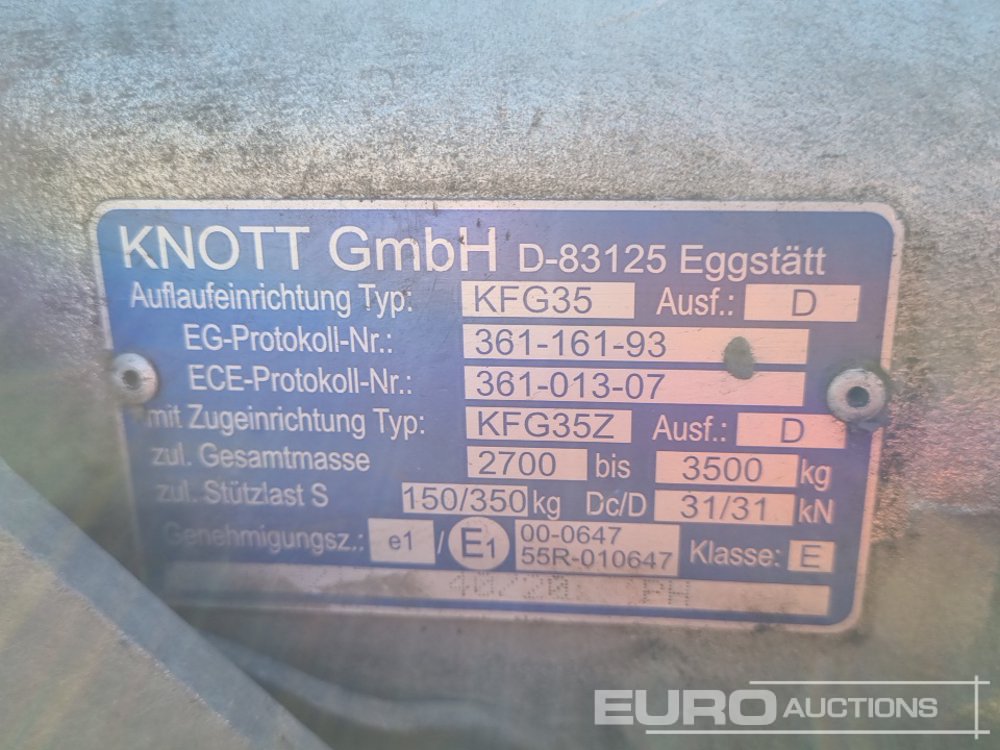 KNOTT GmbH D-83125 Eggstätt
Auflaufeinrichtung Typ: KFG35 Ausf.: D
EG-Protokoll-Nr.: 361-161-93
ECE-Protokoll-Nr.: 361-013-07
mit Zugeinrichtung Typ: KFG35Z Ausf.: D
zul. Gesamtmasse 2700 bis 3500 kg
zul. Stützlast S 150/350 kg Dc/D 31/31 kN
Genehmigungsz.: e1 / E1 00-0647
55R-010647 Klasse: E
PH
EURO AUCTIONS